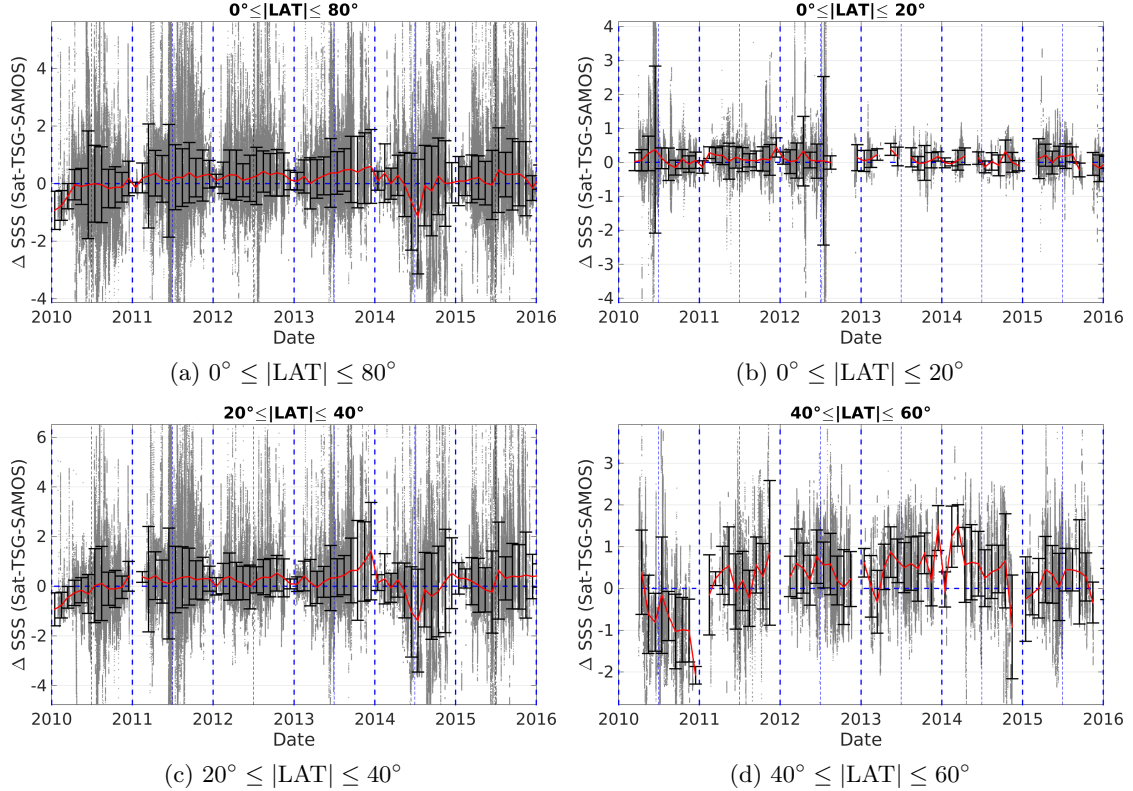 0°≤|LAT|≤ 80°
Δ SSS (Sat-TSG-SAMOS)
4
2
0
-2
-4
2010 2011 2012 2013 2014 2015 2016
Date
(a) 0° ≤ |LAT| ≤ 80°
0°≤|LAT|≤ 20°
Δ SSS (Sat-TSG-SAMOS)
4
3
2
1
0
-1
-2
-3
-4
2010 2011 2012 2013 2014 2015 2016
Date
(b) 0° ≤ |LAT| ≤ 20°
20°≤|LAT|≤ 40°
Δ SSS (Sat-TSG-SAMOS)
6
4
2
0
-2
-4
2010 2011 2012 2013 2014 2015 2016
Date
(c) 20° ≤ |LAT| ≤ 40°
40°≤|LAT|≤ 60°
Δ SSS (Sat-TSG-SAMOS)
3
2
1
0
-1
-2
2010 2011 2012 2013 2014 2015 2016
Date
(d) 40° ≤ |LAT| ≤ 60°